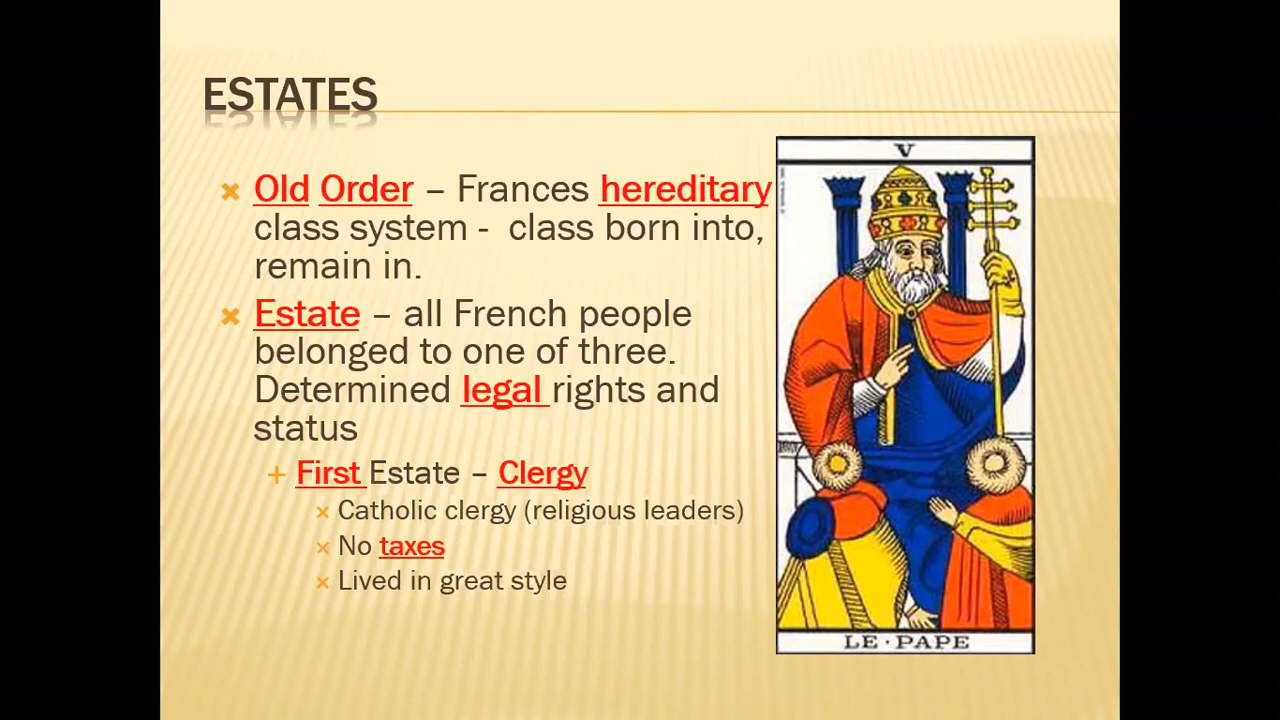 ESTATES
Old Order – Frances hereditary
class system - class born into,
remain in.
Estate – all French people
belonged to one of three.
Determined legal rights and
status
First Estate – Clergy
Catholic clergy (religious leaders)
No taxes
Lived in great style
V
LE·PAPE